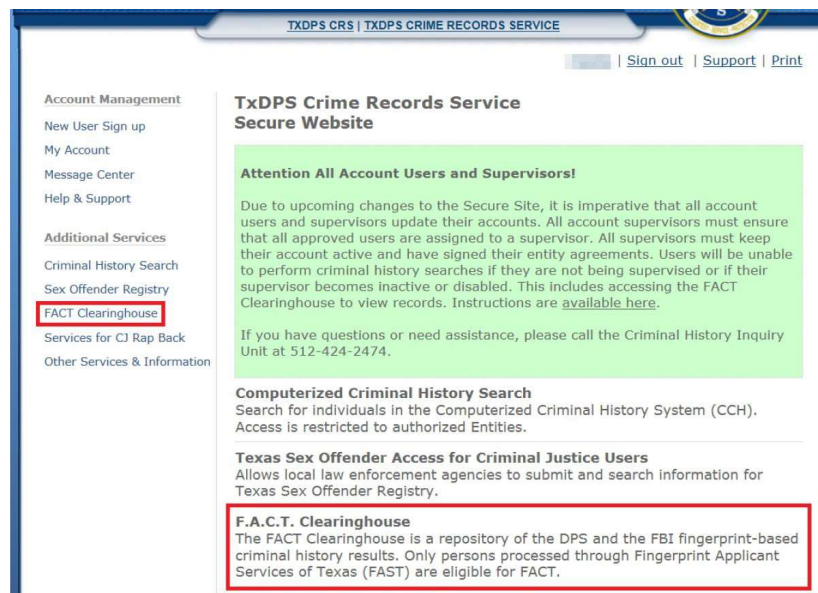 TXDPS CRS | TXDPS CRIME RECORDS SERVICE
| Sign out | Support | Print
Account Management
New User Sign up
My Account
Message Center
Help & Support
Additional Services
Criminal History Search
Sex Offender Registry
FACT Clearinghouse
Services for CJ Rap Back
Other Services & Information
TxDPS Crime Records Service
Secure Website
Attention All Account Users and Supervisors!
Due to upcoming changes to the Secure Site, it is imperative that all account
users and supervisors update their accounts. All account supervisors must ensure
that all approved users are assigned to a supervisor. All supervisors must keep
their account active and have signed their entity agreements. Users will be unable
to perform criminal history searches if they are not being supervised or if their
supervisor becomes inactive or disabled. This includes accessing the FACT
Clearinghouse to view records. Instructions are available here.
If you have questions or need assistance, please call the Criminal History Inquiry
Unit at 512-424-2474.
Computerized Criminal History Search
Search for individuals in the Computerized Criminal History System (CCH).
Access is restricted to authorized Entities.
Texas Sex Offender Access for Criminal Justice Users
Allows local law enforcement agencies to submit and search information for
Texas Sex Offender Registry.
F.A.C.T. Clearinghouse
The FACT Clearinghouse is a repository of the DPS and the FBI fingerprint-based
criminal history results. Only persons processed through Fingerprint Applicant
Services of Texas (FAST) are eligible for FACT.